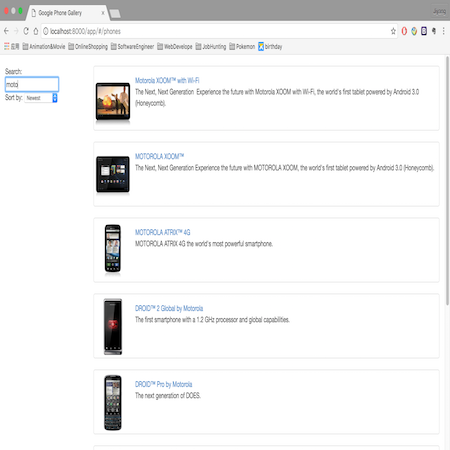 Google Phone Gallery
Jiajing
localhost:8000/app/#/phones
应用 Animation&Movie OnlineShopping SoftwareEngineer WebDevelope JobHunting Pokemon birthday
Search:
moto
Sort by: Newest
Motorola XOOM™ with Wi-Fi
The Next, Next Generation Experience the future with Motorola XOOM with Wi-Fi, the world's first tablet powered by Android 3.0
(Honeycomb).
MOTOROLA XOOM™
The Next, Next Generation Experience the future with MOTOROLA XOOM, the world's first tablet powered by Android 3.0 (Honeycomb).
MOTOROLA ATRIX™ 4G
MOTOROLA ATRIX 4G the world's most powerful smartphone.
DROID™ 2 Global by Motorola
The first smartphone with a 1.2 GHz processor and global capabilities.
DROID™ Pro by Motorola
The next generation of DOES.